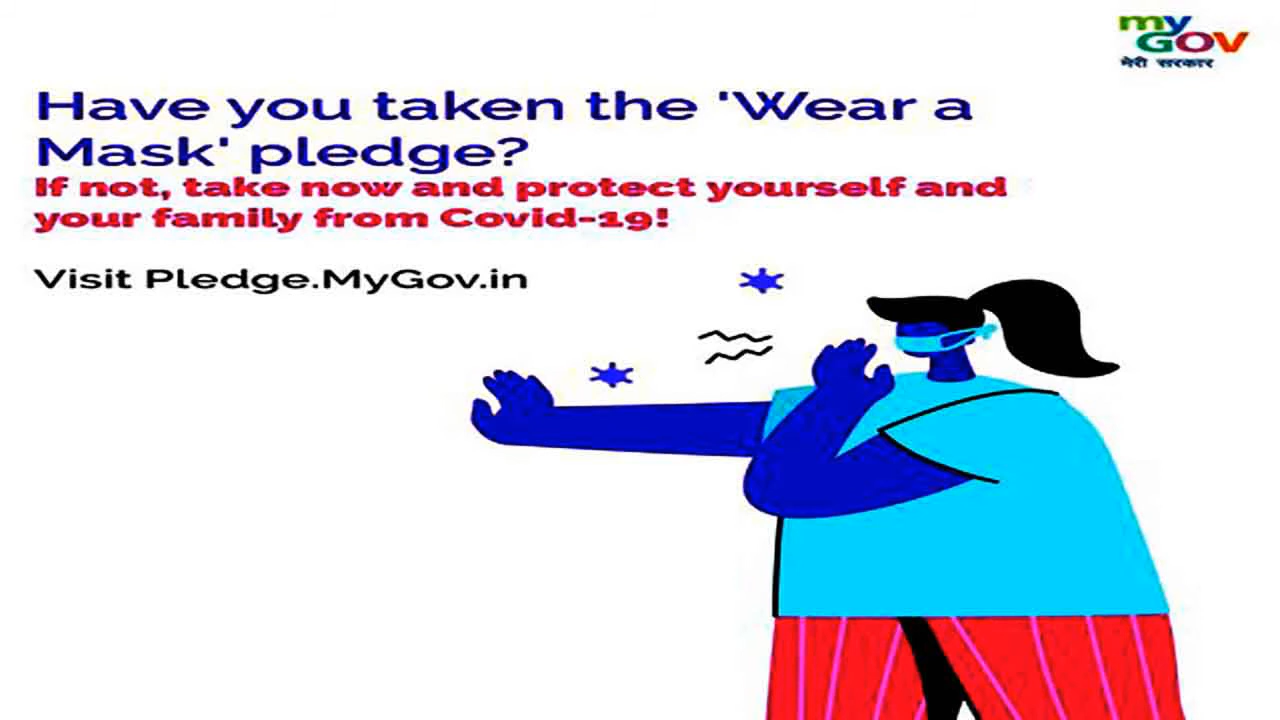 my
GOV
मेरी सरकार
Have you taken the 'Wear a
Mask' pledge?
If not, take now and protect yourself and
your family from Covid-19!
Visit Pledge.MyGov.in